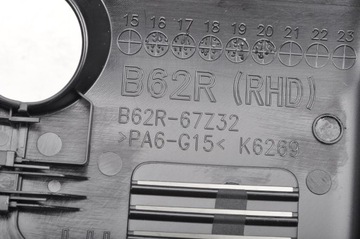 15 16 17 18 19 20 21 22 23
B62R (RHD)
B62R-67Z32
>PA6-G15< K6269